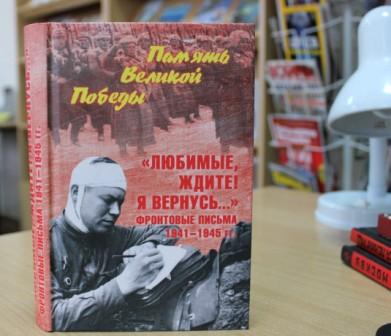 Память
Великой
Победы
«ЛЮБИМЫЕ,
ЖДИТЕ!
Я ВЕРНУСЬ...»
ФРОНТОВЫЕ ПИСЬМА
1941–1945 гг.
ФРОНТОВЫЕ ПИСЬМА 1941–1945 гг.